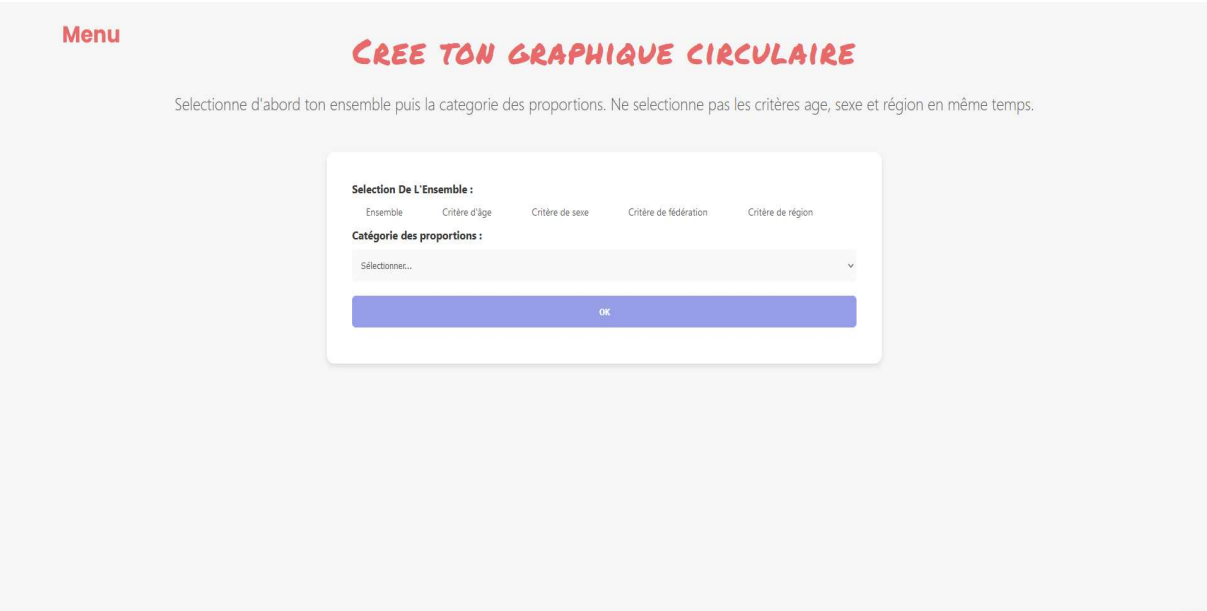 Menu
CREE TON GRAPHIQUE CIRCULAIRE
Selectionne d'abord ton ensemble puis la categorie des proportions. Ne selectionne pas les critères age, sexe et région en même temps.
Selection De L'Ensemble :
Ensemble Critère d'âge Critère de sexe Critère de fédération Critère de région
Catégorie des proportions :
Sélectionner...
OK